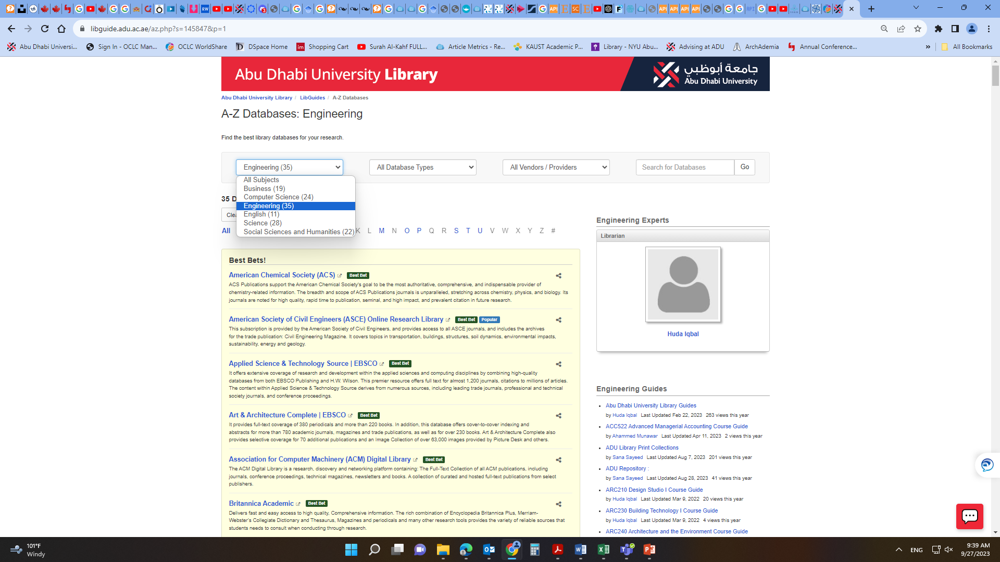 libguide.adu.ac.ae/az.php?s=145847&p=1
Abu Dhabi Universi...
Sign In - OCLC Man...
OCLC WorldShare
DSpace Home
Shopping Cart
Surah Al-Kahf FULL...
Article Metrics - Re...
KAUST Academic P...
Library - NYU Abu...
Advising at ADU
ArchAdemia
Annual Conference...
»
All Bookmarks
Abu Dhabi University Library
جامعة أبوظبي
Abu Dhabi University
Abu Dhabi University Library / LibGuides / A-Z Databases
A-Z Databases: Engineering
Find the best library databases for your research.
Engineering (35)
All Database Types
All Vendors / Providers
Search for Databases
Go
All Subjects
Business (19)
Computer Science (24)
Engineering (35)
English (11)
Science (28)
Social Sciences and Humanities (22)
35 D
Clea
All
K L M N O P Q R S T U V W X Y Z #
Best Bets!
American Chemical Society (ACS) Best Bet
ACS Publications support the American Chemical Society's goal to be the most authoritative, comprehensive, and indispensable provider of
chemistry-related information. The breadth and scope of ACS Publications journals is unparalleled, stretching across chemistry, physics, and biology. Its
journals are noted for high quality, rapid time to publication, seminal, and high impact, and prevalent citation in future research.
American Society of Civil Engineers (ASCE) Online Research Library Best Bet Popular
This subscription is provided by the American Society of Civil Engineers, and provides access to all ASCE journals, and includes the archives
for the trade publication: Civil Engineering Magazine. It covers topics in transportation, buildings, structures, soil dynamics, environmental impacts,
sustainability, energy and geology.
Applied Science & Technology Source | EBSCO Best Bet
It offers extensive coverage of research and development within the applied sciences and computing disciplines by combining high-quality
databases from both EBSCO Publishing and H.W. Wilson. This premier resource offers full text for almost 1,200 journals, citations to millions of articles.
The content within Applied Science & Technology Source derives from numerous sources, including leading trade journals, professional and technical
society journals, and conference proceedings.
Art & Architecture Complete | EBSCO Best Bet
It provides full-text coverage of 380 periodicals and more than 220 books. In addition, this database offers cover-to-cover indexing and
abstracts for more than 780 academic journals, magazines and trade publications, as well as for over 230 books. Art & Architecture Complete also
provides selective coverage for 70 additional publications and an Image Collection of over 63,000 images provided by Picture Desk and others.
Association for Computer Machinery (ACM) Digital Library Best Bet
The ACM Digital Library is a research, discovery and networking platform containing: The Full-Text Collection of all ACM publications, including
journals, conference proceedings, technical magazines, newsletters and books. A collection of curated and hosted full-text publications from select
publishers.
Britannica Academic Best Bet
Delivers fast and easy access to high quality, Comprehensive information. The rich combination of Encyclopedia Britannica Plus, Merriam-
Webster's Collegiate Dictionary and Thesaurus, Magazines and periodicals and many other research tools provides the variety of reliable sources that
students needs to consult when conducting through research.
Engineering Experts
Librarian
Huda Iqbal
Engineering Guides
Abu Dhabi University Library Guides
by Huda Iqbal Last Updated Feb 22, 2023 263 views this year
ACC522 Advanced Managerial Accounting Course Guide
by Ahammed Munawar Last Updated Apr 11, 2023 2 views this year
ADU Library Print Collections
by Sana Sayeed Last Updated Aug 7, 2023 201 views this year
ADU Repository :
by Sana Sayeed Last Updated Aug 28, 2023 41 views this year
ARC210 Design Studio I Course Guide
by Huda Iqbal Last Updated Mar 9, 2022 20 views this year
ARC230 Building Technology I Course Guide
by Huda Iqbal Last Updated Mar 9, 2022 4 views this year
ARC240 Architecture and the Environment Course Guide
101°F
Windy
ENG
9:39 AM
9/27/2023